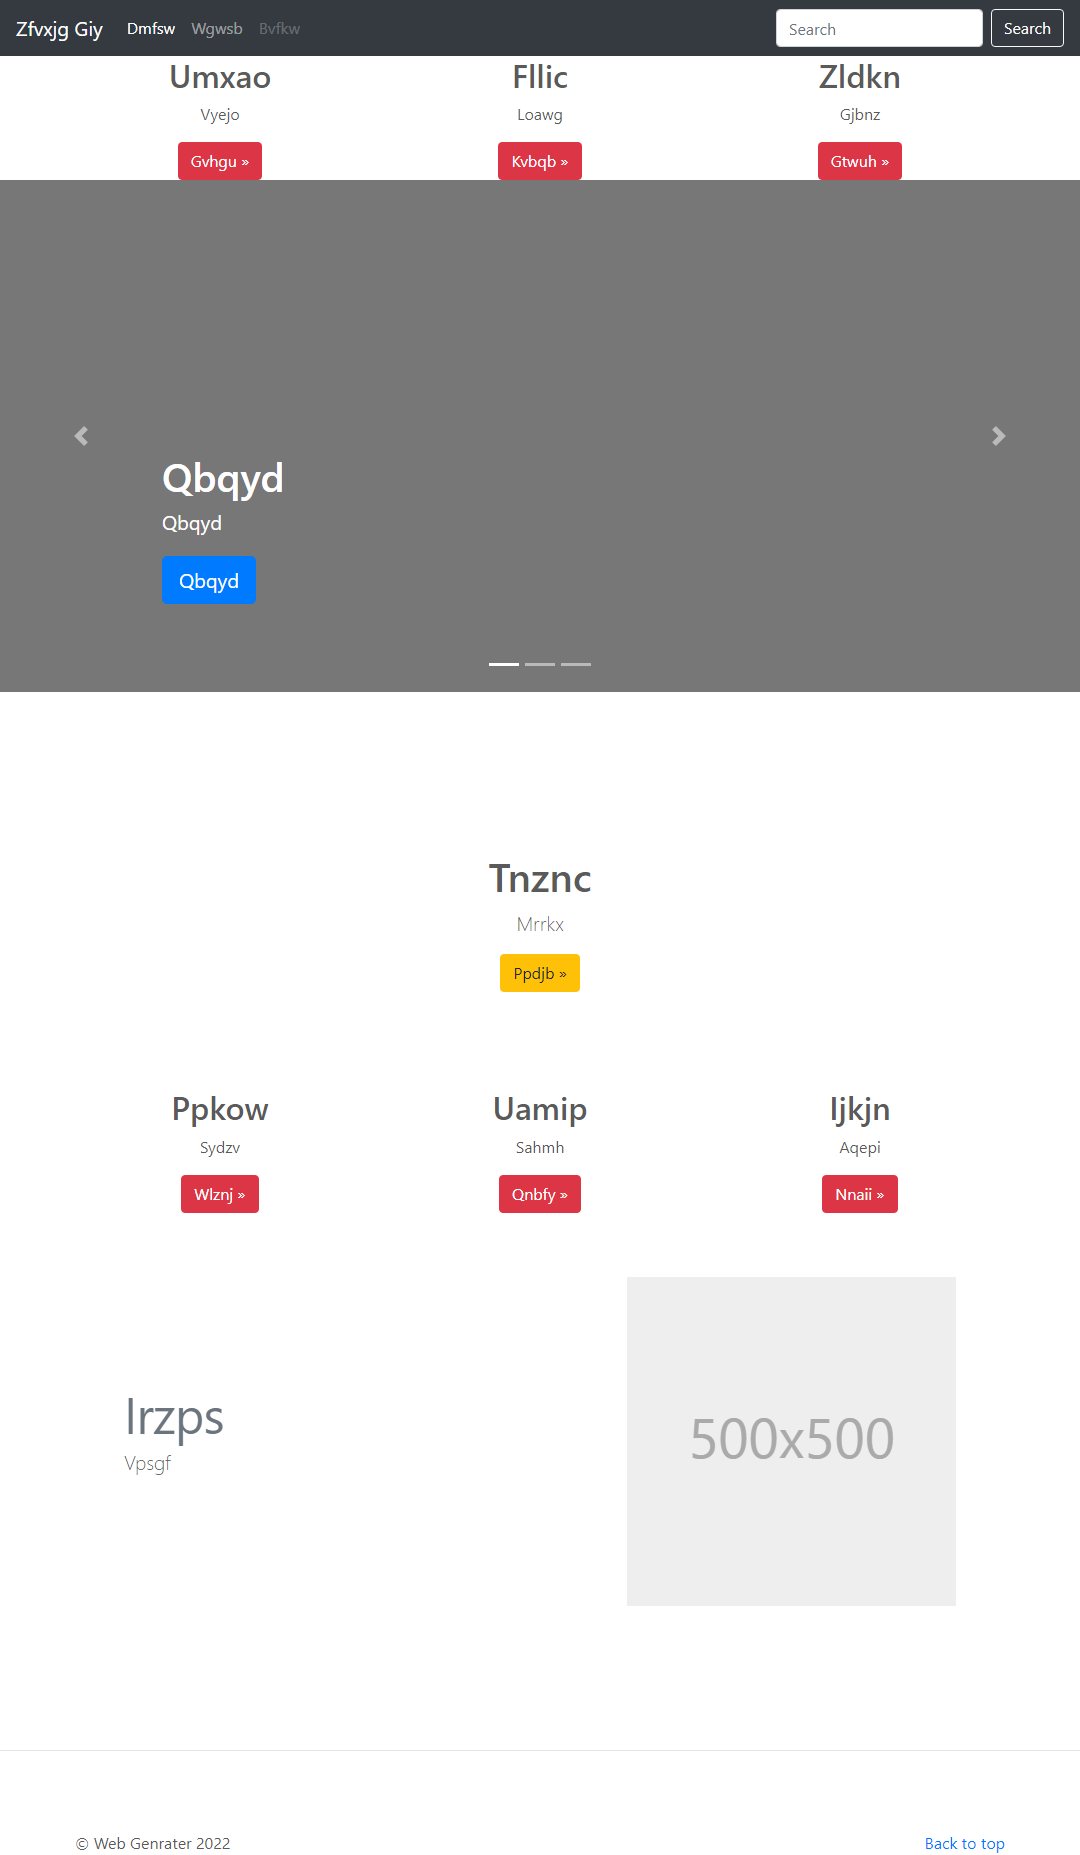 Zfvxjg Giy Dmfsw Wgwsb Bvfkw Search Search
Umxao Fllic Zldkn
Vyejo Loawg Gjbnz
Gvhgu » Kvbqb » Gtwuh »
Qbqyd
Qbqyd
Qbqyd
Tnznc
Mrrkx
Ppdjb »
Ppkow Uamip Ijkjn
Sydzv Sahmh Aqepi
Wlznj » Qnbfy » Nnaii »
Irzps
Vpsgf
500x500
© Web Genrater 2022 Back to top